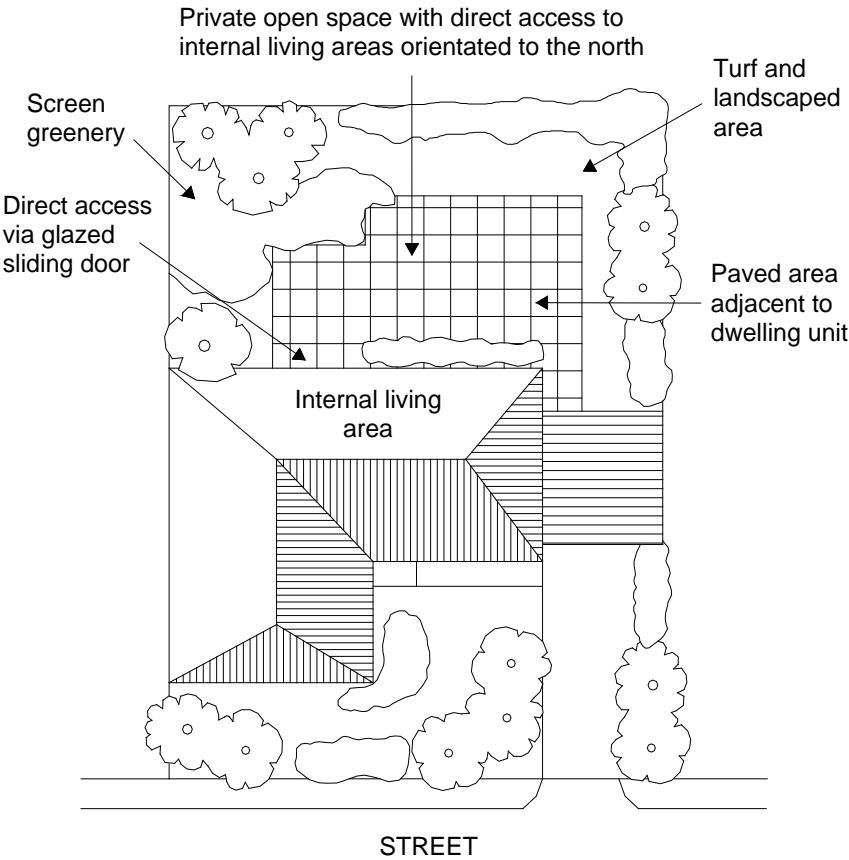 Private open space with direct access to
internal living areas orientated to the north
Turf and
landscaped
area
Screen
greenery
Direct access
via glazed
sliding door
Paved area
adjacent to
dwelling unit
Internal living
area
STREET